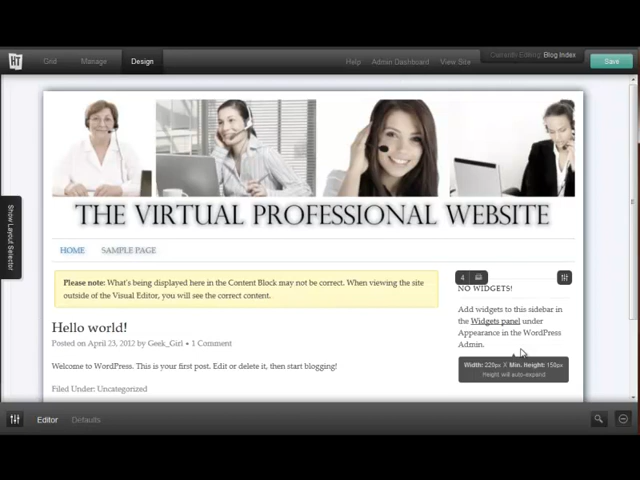 HT Grid Manage Design Help Admin Dashboard View Site Currently Editing: Blog Index Save
Show Layout Selector
THE VIRTUAL PROFESSIONAL WEBSITE
HOME SAMPLE PAGE
Please note: What's being displayed here in the Content Block may not be correct. When viewing the site
outside of the Visual Editor, you will see the correct content.
Hello world!
Posted on April 23, 2012 by Geek_Girl • 1 Comment
Welcome to WordPress. This is your first post. Edit or delete it, then start blogging!
Filed Under: Uncategorized
4
NO WIDGETS!
Add widgets to this sidebar in
the Widgets panel under
Appearance in the WordPress
Admin.
Width: 220px X Min. Height: 150px
Height will auto-expand
Editor Defaults